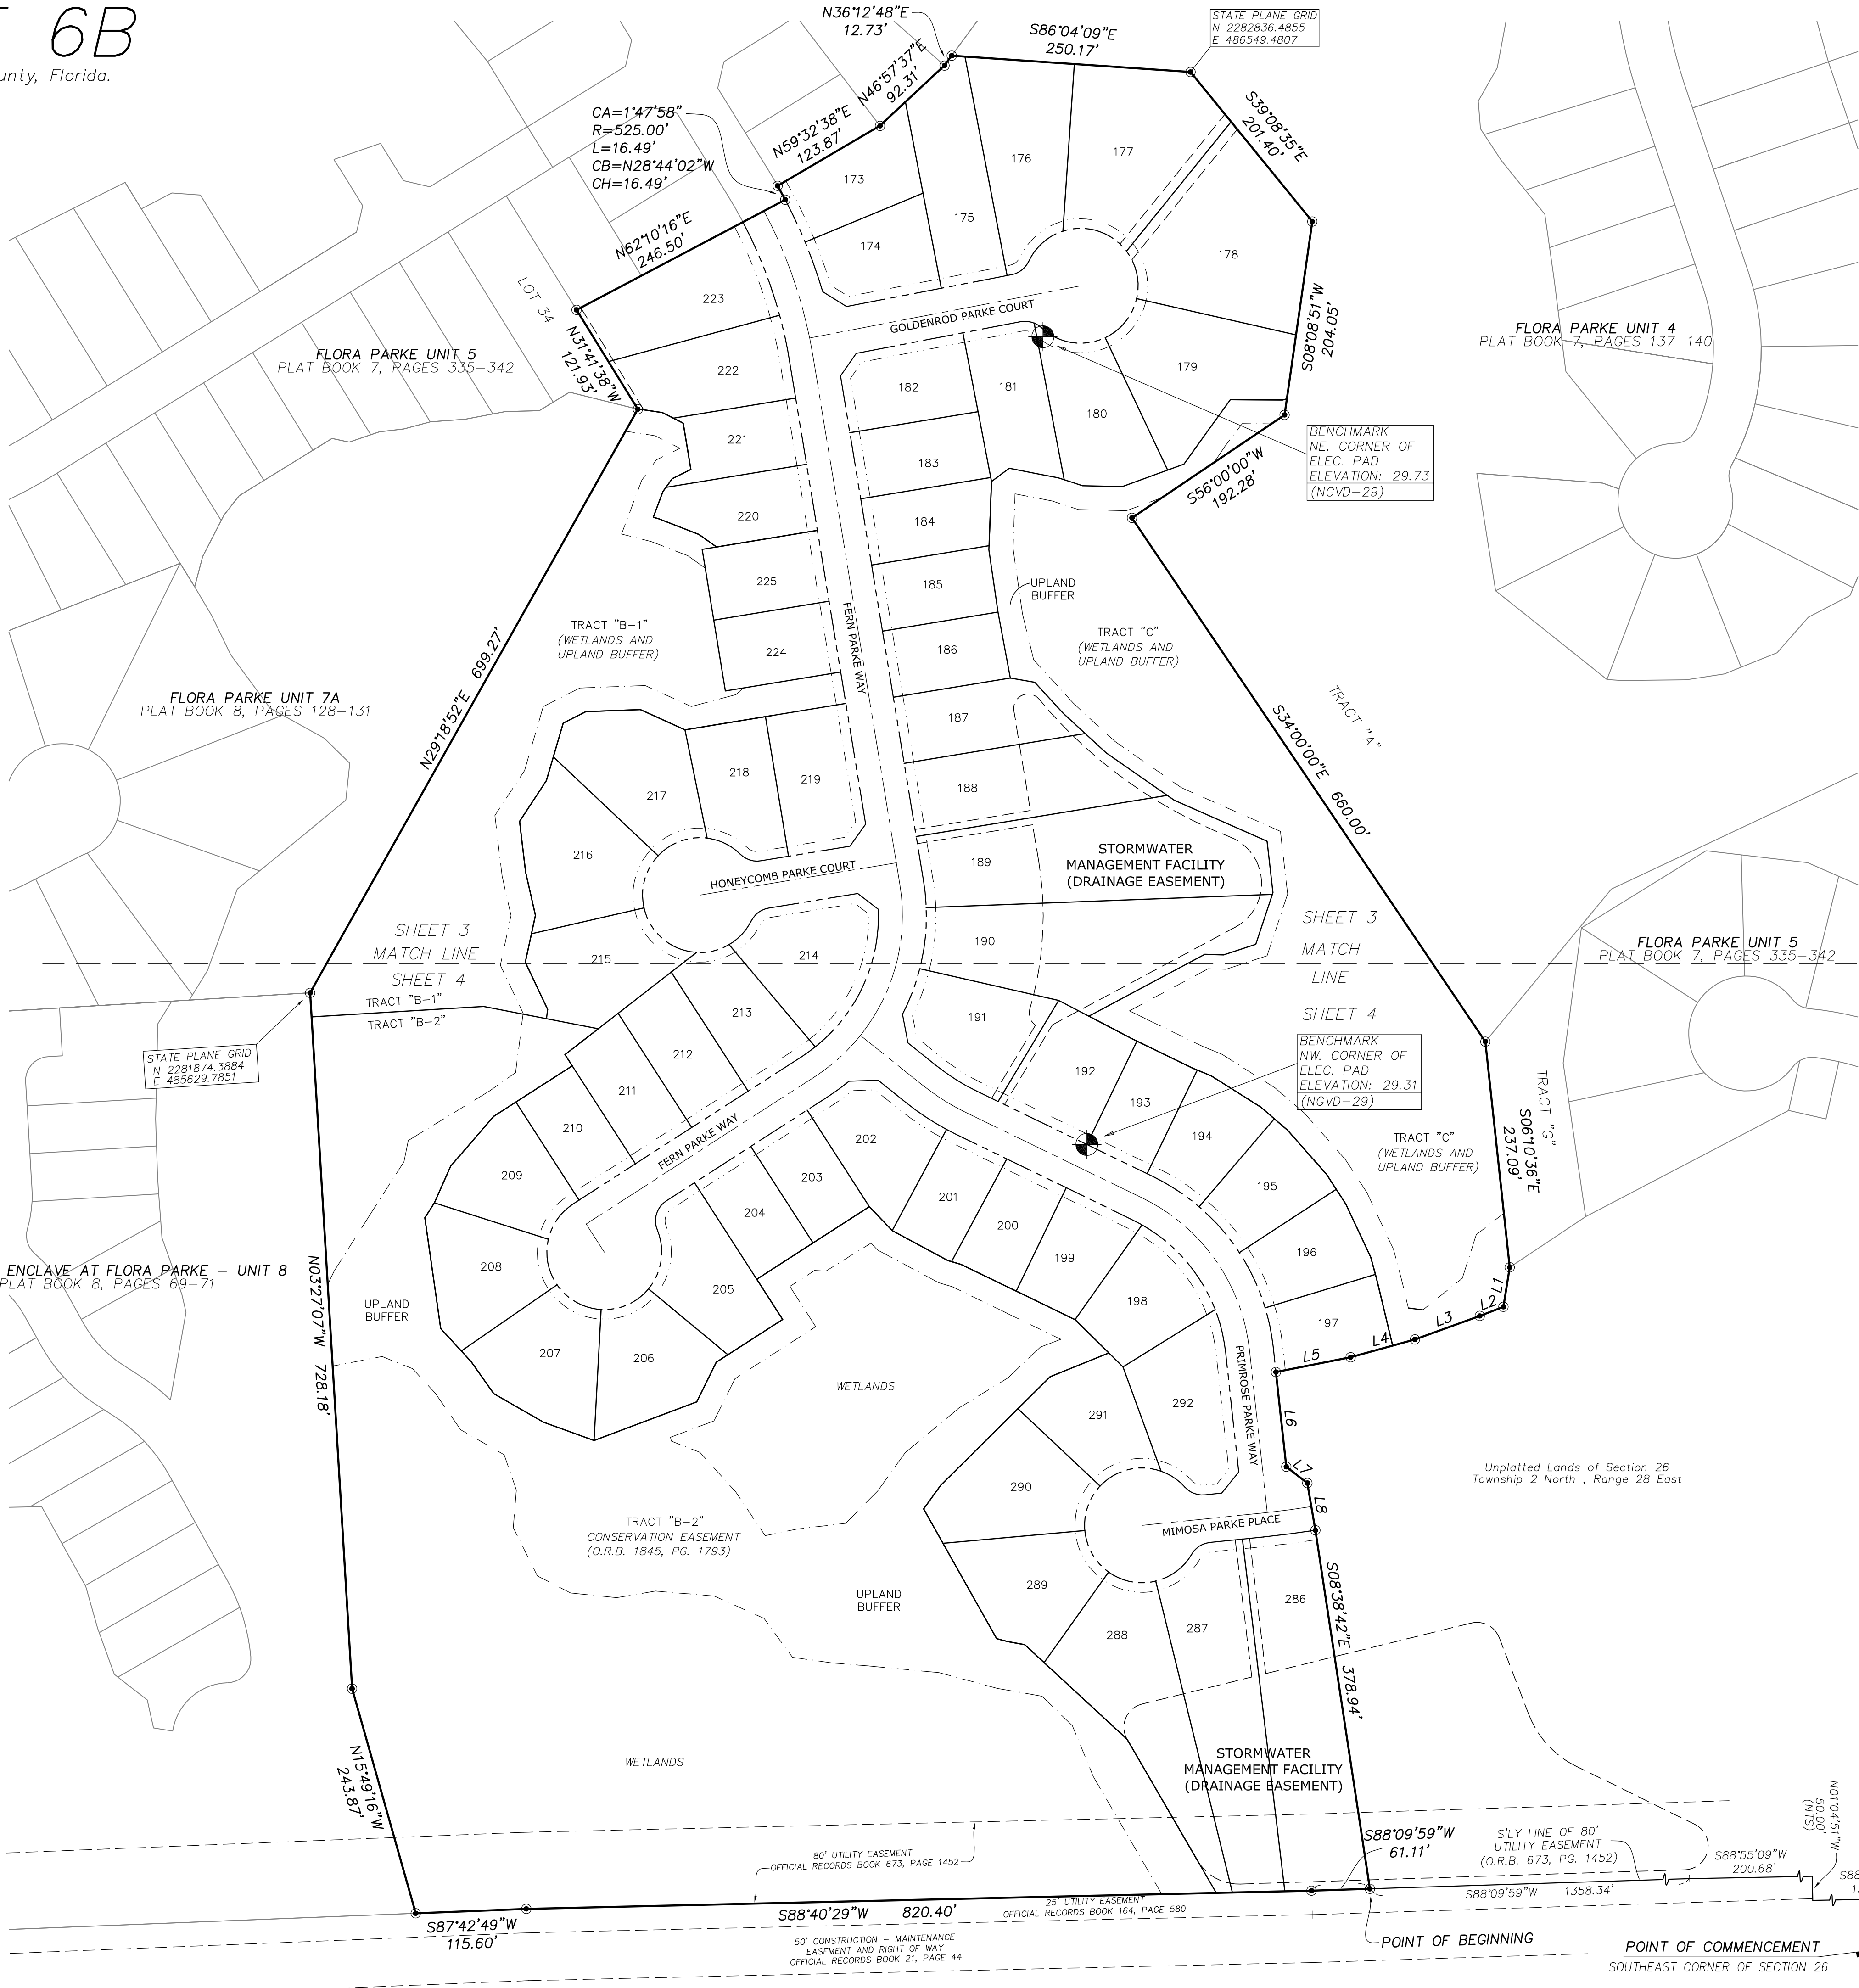 6B
unty, Florida.
N36°12'48"E
12.73'
S86°04'09"E
250.17'
STATE PLANE GRID
N 2282836.4855
E 486549.4807
N46°57'37"E
92.31'
N59°32'38"E
123.87'
CA=1°47'58"
R=525.00'
L=16.49'
CB=N28°44'02"W
CH=16.49'
S39°08'35"E
201.40'
N62°10'16"E
246.50'
173
174
175
176
177
178
179
180
181
182
183
184
185
186
187
188
189
190
191
GOLDENROD PARKE COURT
S08°08'51"W
204.05'
FLORA PARKE UNIT 4
PLAT BOOK 7, PAGES 137-140
LOT 34
N31°41'38"W
121.93'
FLORA PARKE UNIT 5
PLAT BOOK 7, PAGES 335-342
223
222
221
220
225
224
BENCHMARK
NE. CORNER OF
ELEC. PAD
ELEVATION: 29.73
(NGVD-29)
S56°00'00"W
192.28'
UPLAND
BUFFER
FERN PARKE WAY
TRACT "B-1"
(WETLANDS AND
UPLAND BUFFER)
TRACT "C"
(WETLANDS AND
UPLAND BUFFER)
TRACT "A"
S34°00'00"E 660.00'
FLORA PARKE UNIT 7A
PLAT BOOK 8, PAGES 128-131
N29°18'52"E 699.27'
219
218
217
216
215
214
213
212
211
210
209
208
207
206
205
204
203
202
HONEYCOMB PARKE COURT
STORMWATER
MANAGEMENT FACILITY
(DRAINAGE EASEMENT)
SHEET 3
MATCH LINE
SHEET 4
SHEET 3
MATCH
LINE
SHEET 4
FLORA PARKE UNIT 5
PLAT BOOK 7, PAGES 335-342
TRACT "B-1"
TRACT "B-2"
STATE PLANE GRID
N 2281874.3884
E 485629.7851
BENCHMARK
NW. CORNER OF
ELEC. PAD
ELEVATION: 29.31
(NGVD-29)
192
193
194
195
196
197
TRACT "G"
S06°10'36"E
237.09'
TRACT "C"
(WETLANDS AND
UPLAND BUFFER)
FERN PARKE WAY
201
200
199
198
L1
L2
L3
L4
L5
L6
L7
L8
ENCLAVE AT FLORA PARKE - UNIT 8
PLAT BOOK 8, PAGES 69-71
N03°27'07"W 728.18'
UPLAND
BUFFER
WETLANDS
PRIMROSE PARKE WAY
292
291
290
289
288
287
286
MIMOSA PARKE PLACE
Unplatted Lands of Section 26
Township 2 North , Range 28 East
TRACT "B-2"
CONSERVATION EASEMENT
(O.R.B. 1845, PG. 1793)
UPLAND
BUFFER
S08°38'42"E 378.94'
STORMWATER
MANAGEMENT FACILITY
(DRAINAGE EASEMENT)
WETLANDS
N15°49'16"W
243.87'
80' UTILITY EASEMENT
OFFICIAL RECORDS BOOK 673, PAGE 1452
S88°09'59"W
61.11'
S'LY LINE OF 80'
UTILITY EASEMENT
(O.R.B. 673, PG. 1452)
S88°55'09"W
200.68'
N01°04'51"W
50.00'
(NTS)
S88°09'59"W 1358.34'
S88
S87°42'49"W
115.60'
S88°40'29"W 820.40'
25' UTILITY EASEMENT
OFFICIAL RECORDS BOOK 164, PAGE 580
50' CONSTRUCTION - MAINTENANCE
EASEMENT AND RIGHT OF WAY
OFFICIAL RECORDS BOOK 21, PAGE 44
POINT OF BEGINNING
POINT OF COMMENCEMENT
SOUTHEAST CORNER OF SECTION 26